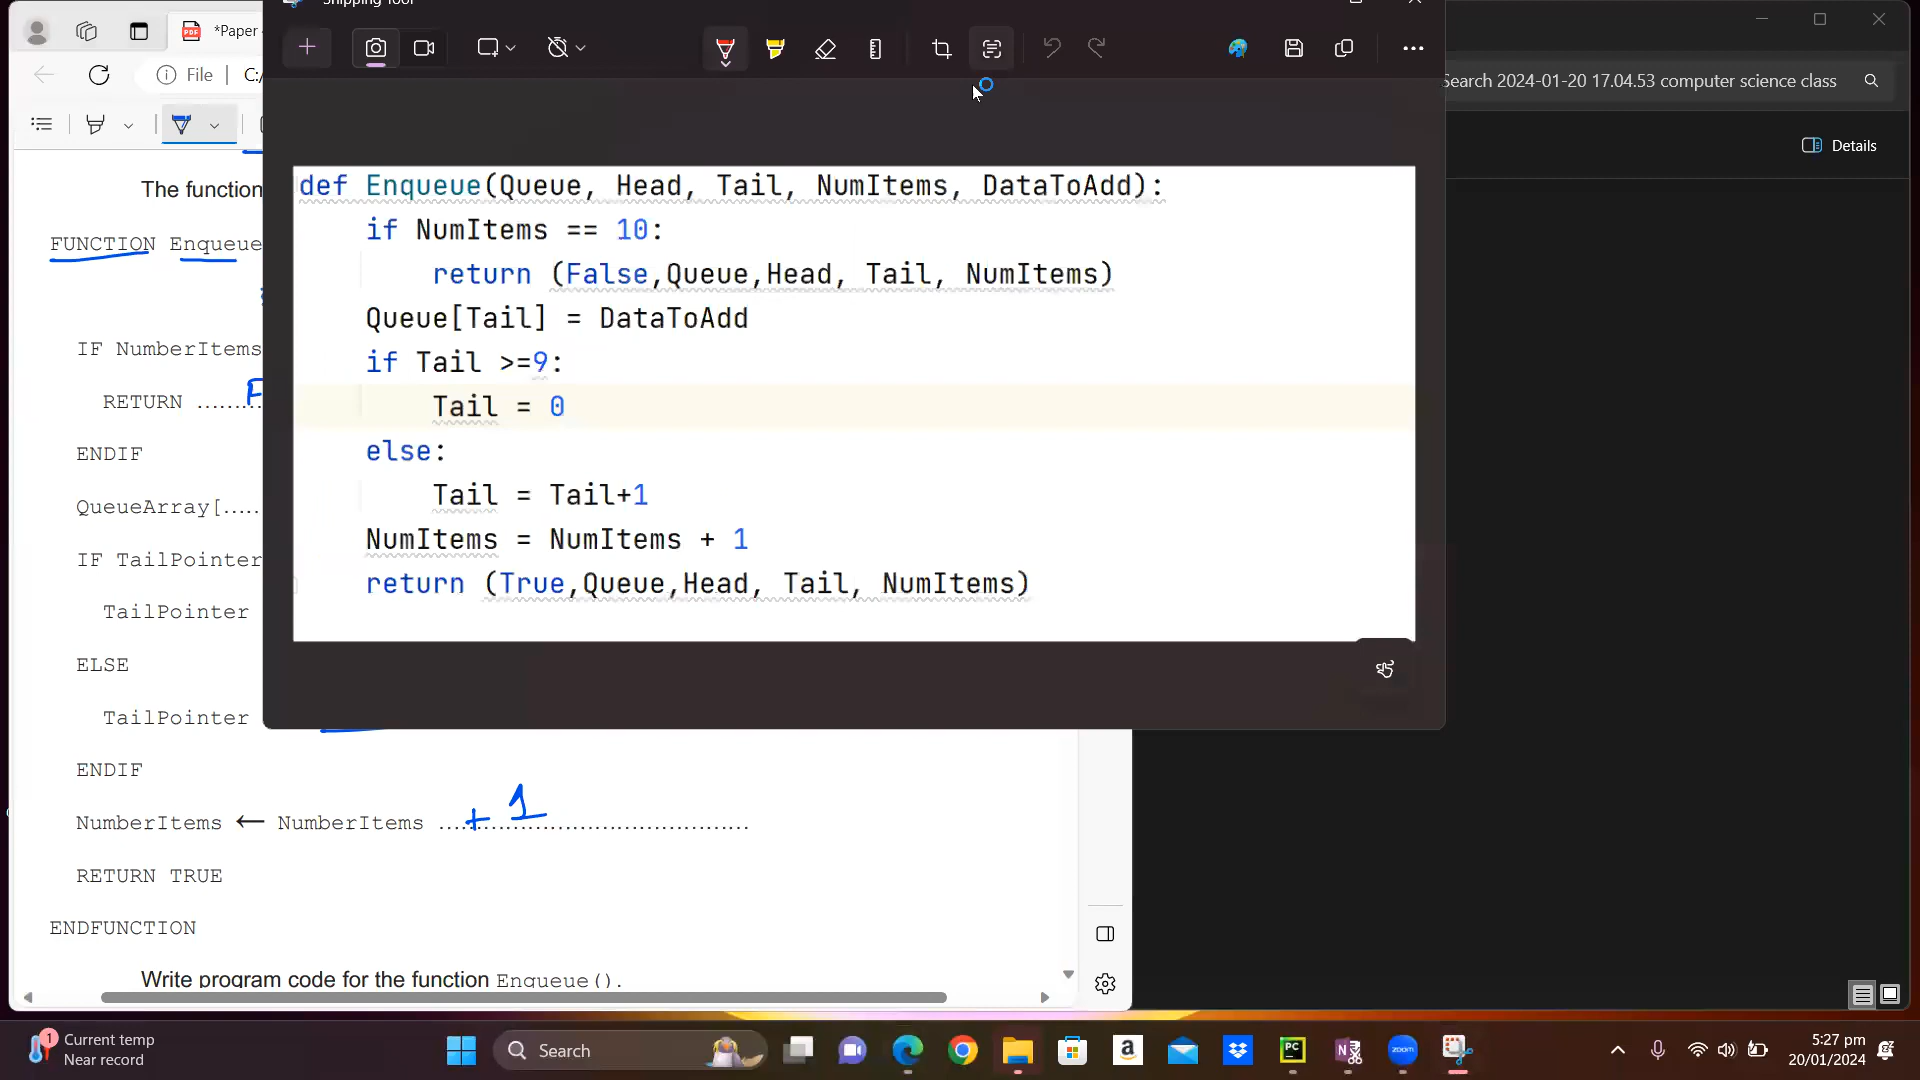 Snipping Tool
*Paper
File
C:/
Search 2024-01-20 17.04.53 computer science class
Details
The function
FUNCTION Enqueue
IF NumberItems
RETURN ......... F
ENDIF
QueueArray[.....
IF TailPointer
TailPointer
ELSE
TailPointer
ENDIF
NumberItems ← NumberItems ........................................ + 1
RETURN TRUE
ENDFUNCTION
Write program code for the function Enqueue().
def Enqueue(Queue, Head, Tail, NumItems, DataToAdd):
if NumItems == 10:
return (False,Queue,Head, Tail, NumItems)
Queue[Tail] = DataToAdd
if Tail >=9:
Tail = 0
else:
Tail = Tail+1
NumItems = NumItems + 1
return (True,Queue,Head, Tail, NumItems)
1
Current temp
Near record
Search
PC
N
zoom
5:27 pm
20/01/2024